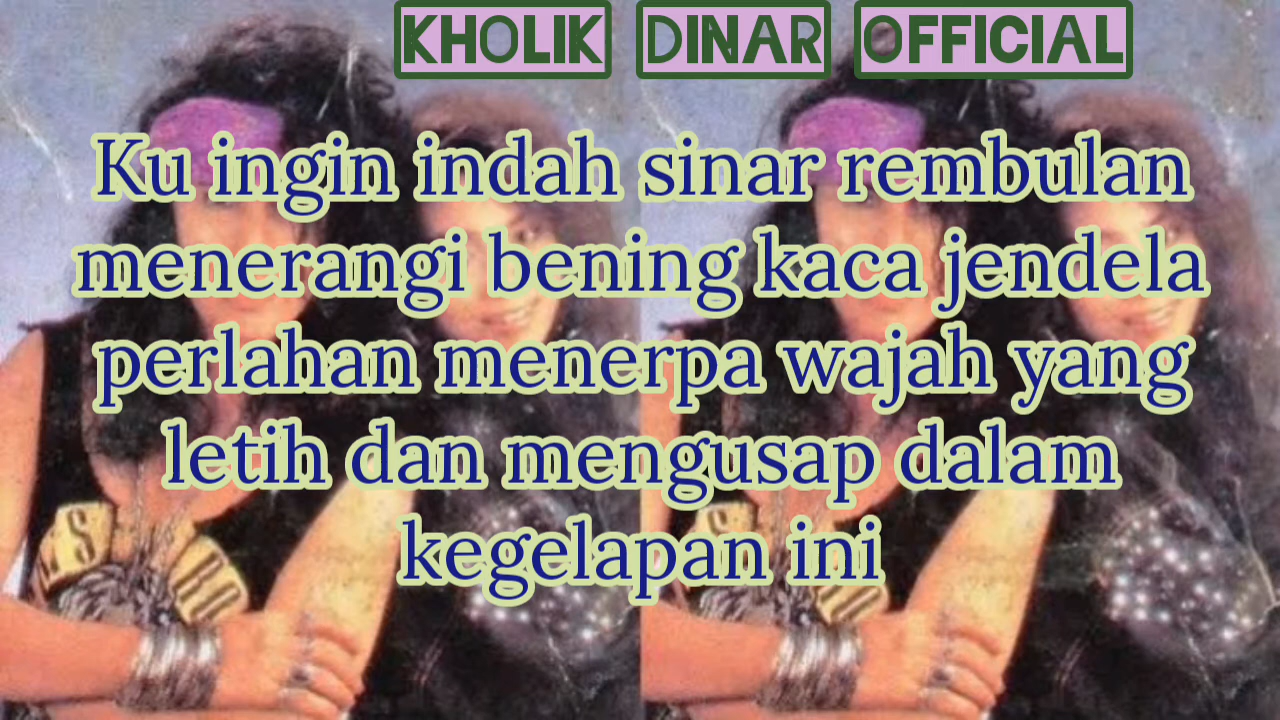 KHOLIK DINAR OFFICIAL
Ku ingin indah sinar rembulan
menerangi bening kaca jendela
perlahan menerpa wajah yang
letih dan mengusap dalam
kegelapan ini